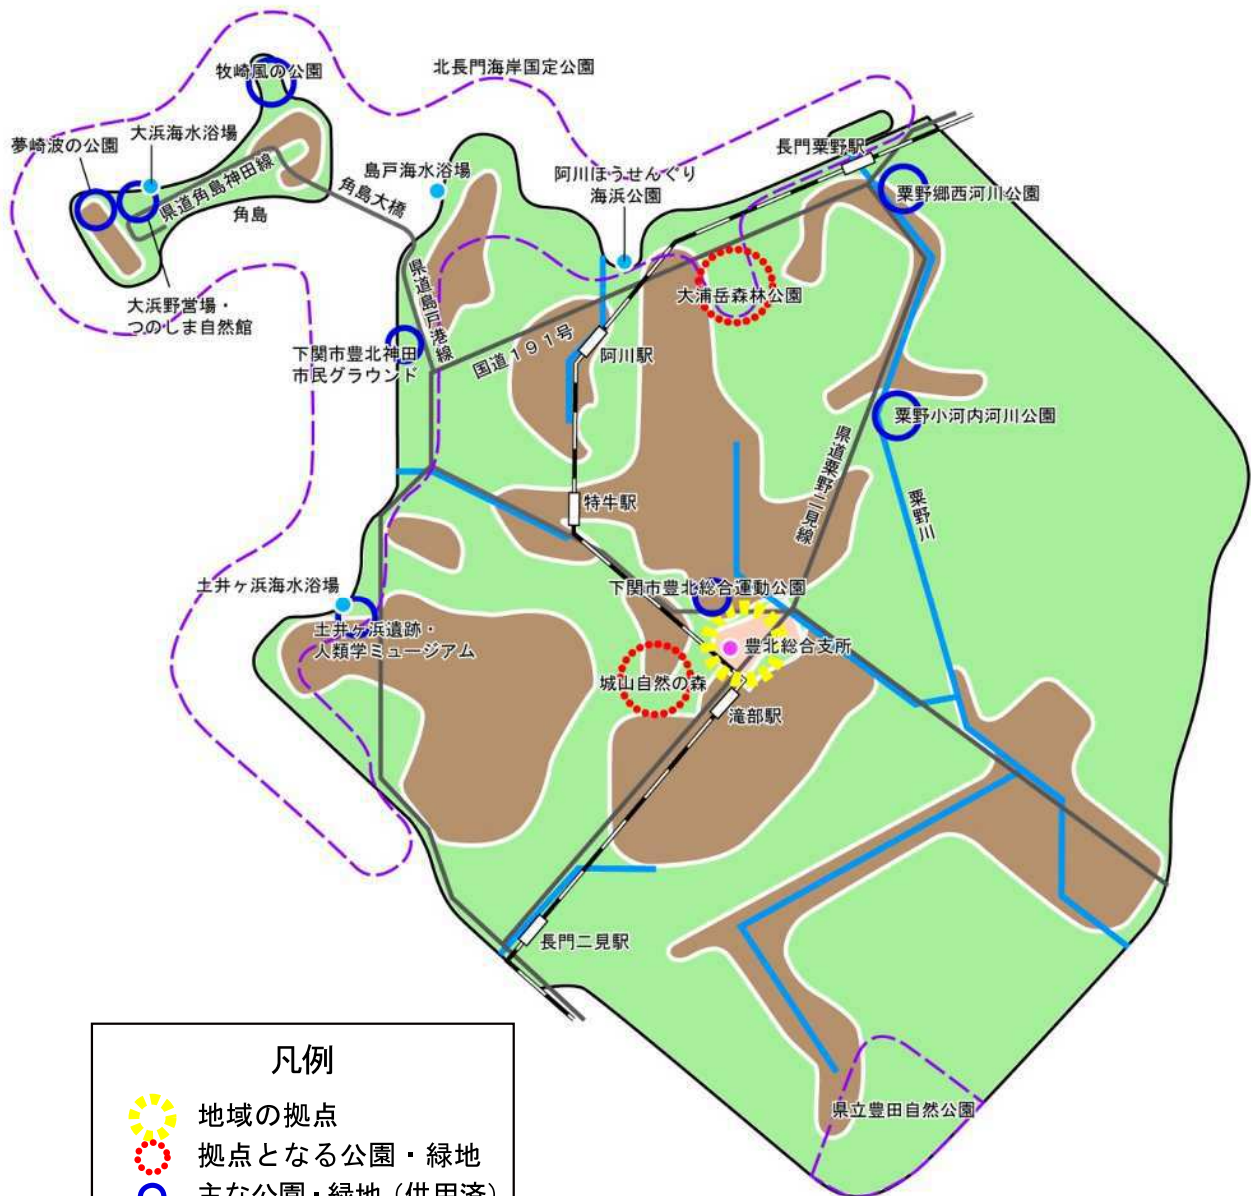 牧崎風の公園
北長門海岸国定公園
夢崎波の公園
大浜海水浴場
島戸海水浴場
阿川ほうせんぐり
海浜公園
長門粟野駅
粟野郷西河川公園
県道角島神田線
角島
角島大橋
大浜野営場・
つのしま自然館
県道島戸港線
大浦岳森林公園
下関市豊北神田
市民グラウンド
国道191号
阿川駅
粟野小河内河川公園
県道粟野二見線
粟野川
特牛駅
土井ヶ浜海水浴場
下関市豊北総合運動公園
土井ヶ浜遺跡・
人類学ミュージアム
豊北総合支所
城山自然の森
滝部駅
長門二見駅
県立豊田自然公園
凡例
地域の拠点
拠点となる公園・緑地
主な公園・緑地(供用済)